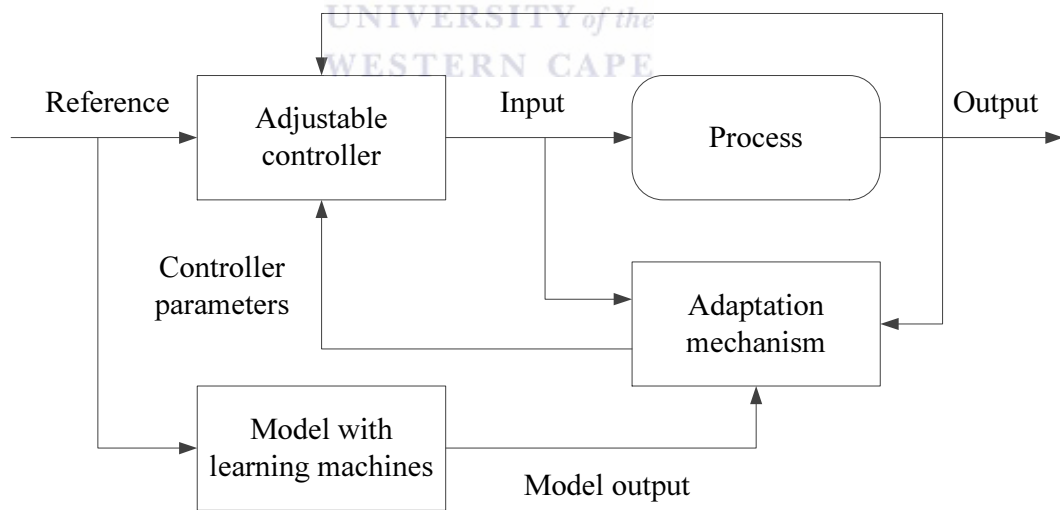 UNIVERSITY of the
WESTERN CAPE
Reference
Adjustable
controller
Input
Process
Output
Controller
parameters
Adaptation
mechanism
Model with
learning machines
Model output